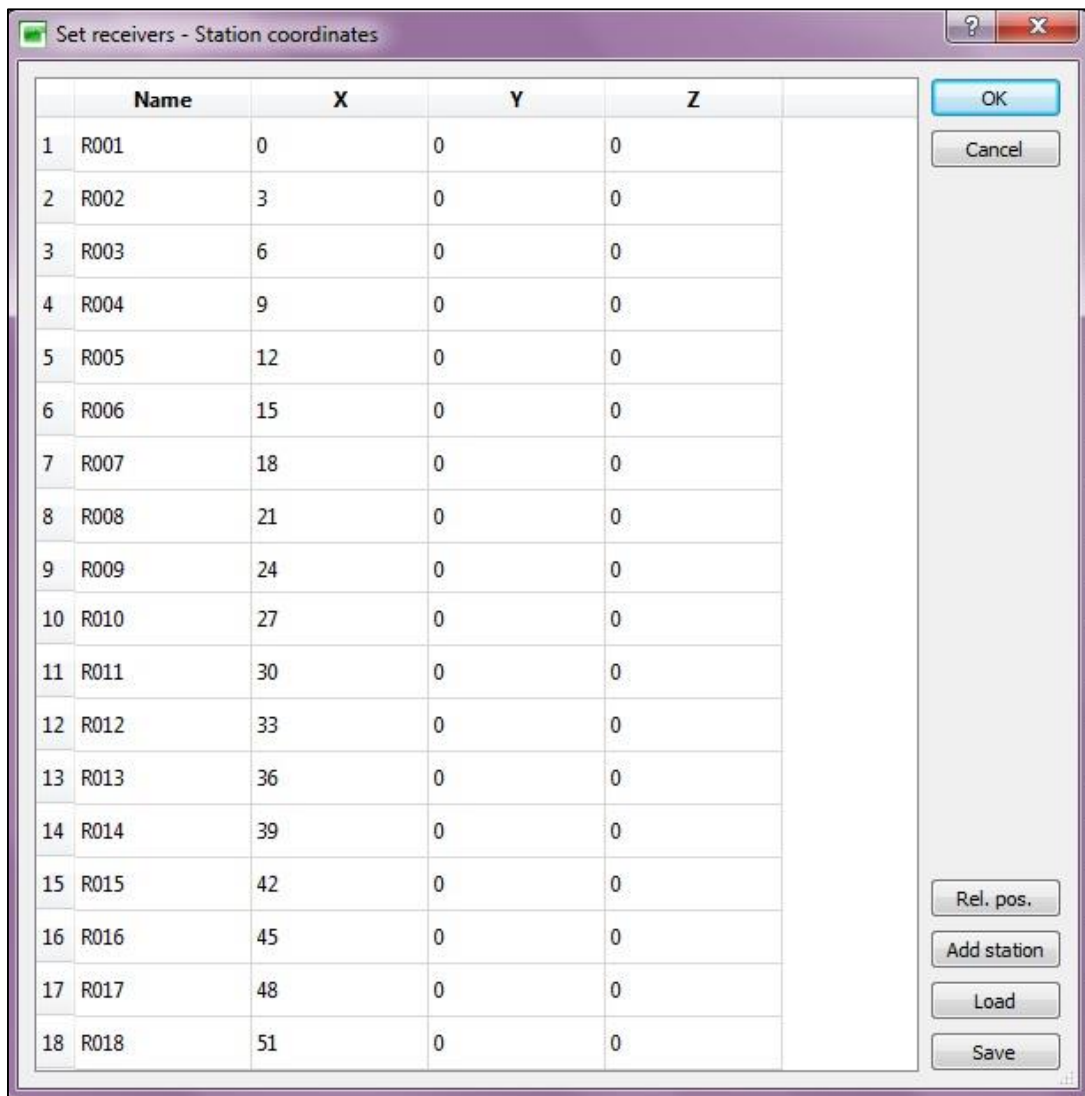 Set receivers - Station coordinates
?
X
Name X Y Z
1 R001 0 0 0
2 R002 3 0 0
3 R003 6 0 0
4 R004 9 0 0
5 R005 12 0 0
6 R006 15 0 0
7 R007 18 0 0
8 R008 21 0 0
9 R009 24 0 0
10 R010 27 0 0
11 R011 30 0 0
12 R012 33 0 0
13 R013 36 0 0
14 R014 39 0 0
15 R015 42 0 0
16 R016 45 0 0
17 R017 48 0 0
18 R018 51 0 0
OK
Cancel
Rel. pos.
Add station
Load
Save